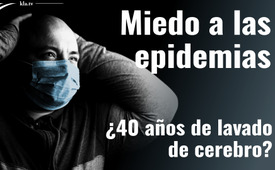 kla.tv
Miedo a las
epidemias
¿40 años de lavado
de cerebro?